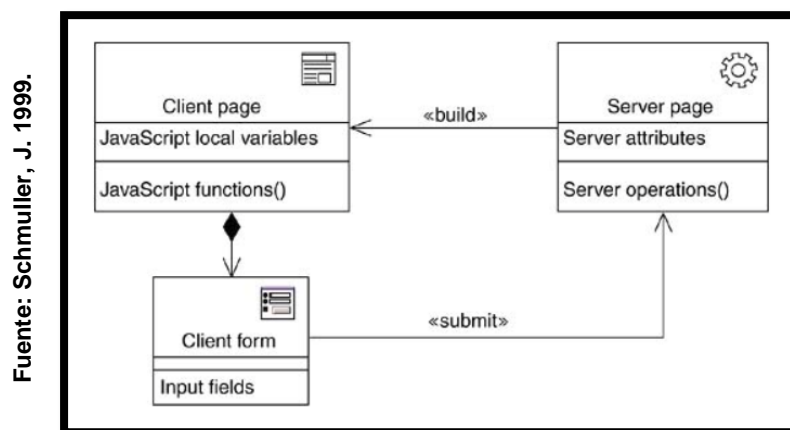 Fuente: Schmuller, J. 1999.
Client page
JavaScript local variables
JavaScript functions()
«build»
Server page
Server attributes
Server operations()
Client form
Input fields
«submit»